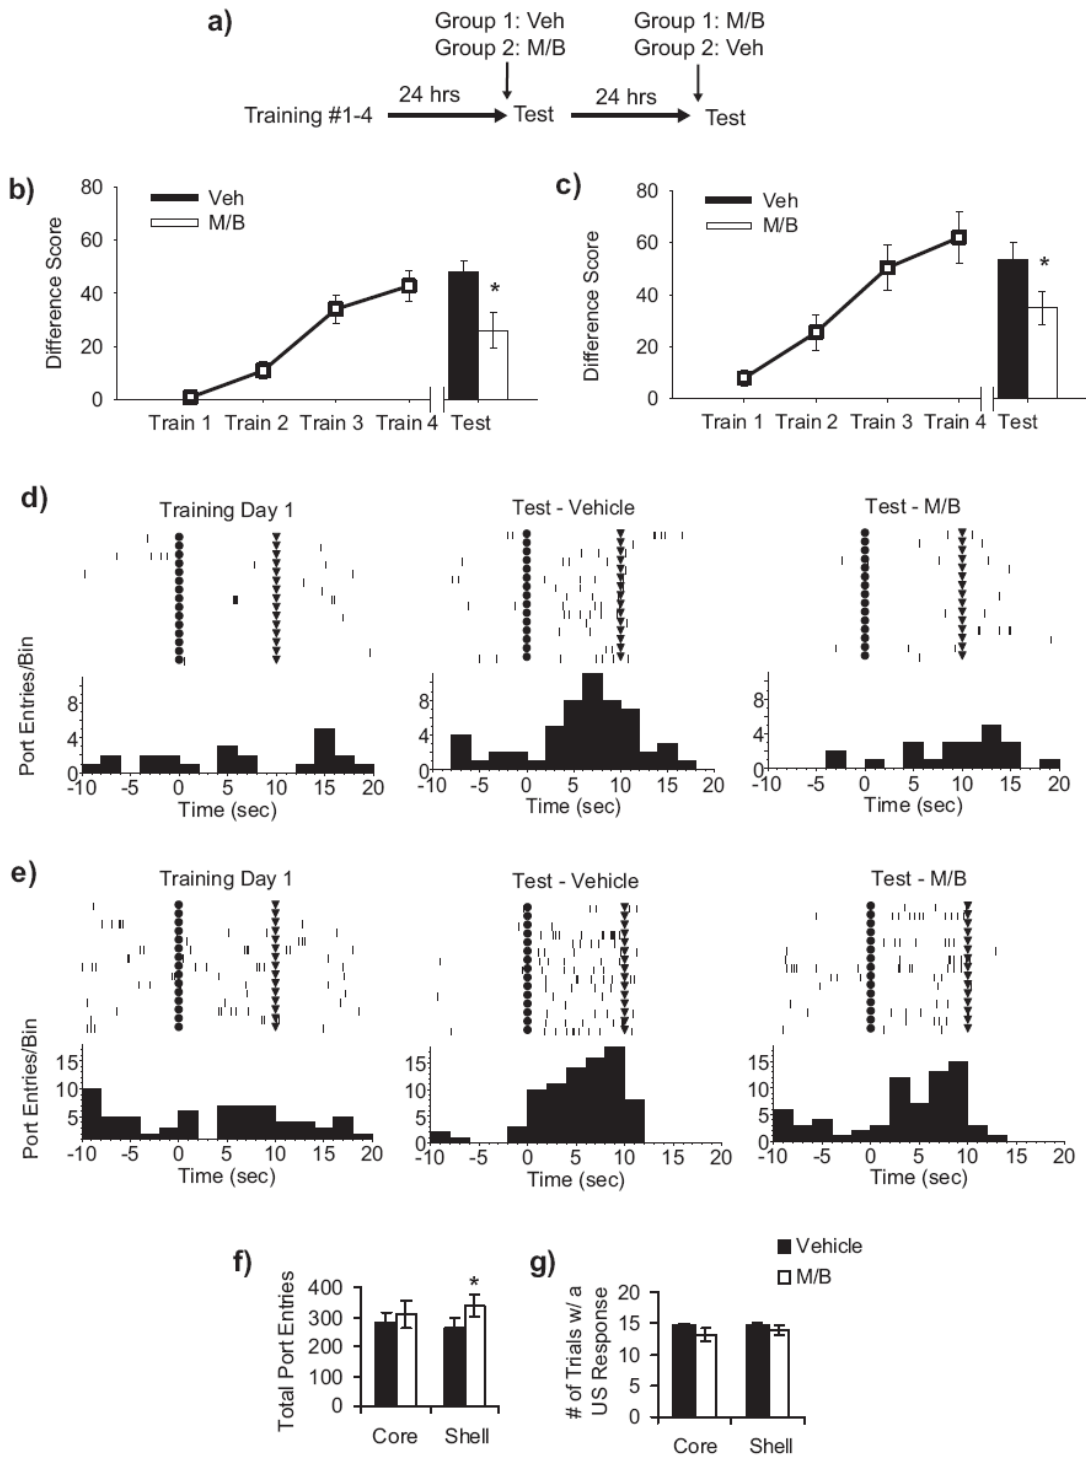 a)
Group 1: Veh
Group 2: M/B
Group 1: M/B
Group 2: Veh
Training #1-4
24 hrs
Test
24 hrs
Test
b)
Difference Score
80
60
40
20
0
Veh
M/B
*
Train 1 Train 2 Train 3 Train 4 Test
c)
Difference Score
80
60
40
20
0
Veh
M/B
*
Train 1 Train 2 Train 3 Train 4 Test
d)
Training Day 1
Test - Vehicle
Test - M/B
Port Entries/Bin
8
4
0
-10 -5 0 5 10 15 20
Time (sec)
8
4
0
-10 -5 0 5 10 15 20
Time (sec)
8
4
0
-10 -5 0 5 10 15 20
Time (sec)
e)
Training Day 1
Test - Vehicle
Test - M/B
Port Entries/Bin
15
10
5
-10 -5 0 5 10 15 20
Time (sec)
15
10
5
0
-10 -5 0 5 10 15 20
Time (sec)
15
10
5
0
-10 -5 0 5 10 15 20
Time (sec)
f)
Total Port Entries
400
300
200
100
0
*
Core Shell
g)
Vehicle
M/B
# of Trials w/ a
US Response
20
15
10
5
0
Core Shell